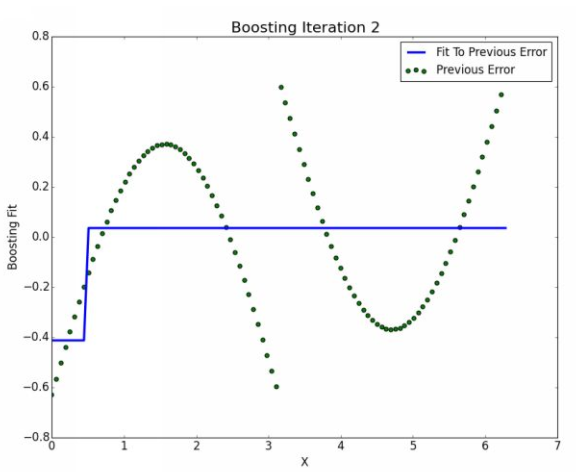 Boosting Iteration 2
Fit To Previous Error
Previous Error
Boosting Fit
0.8
0.6
0.4
0.2
0.0
−0.2
−0.4
−0.6
−0.8
0 1 2 3 4 5 6 7
X